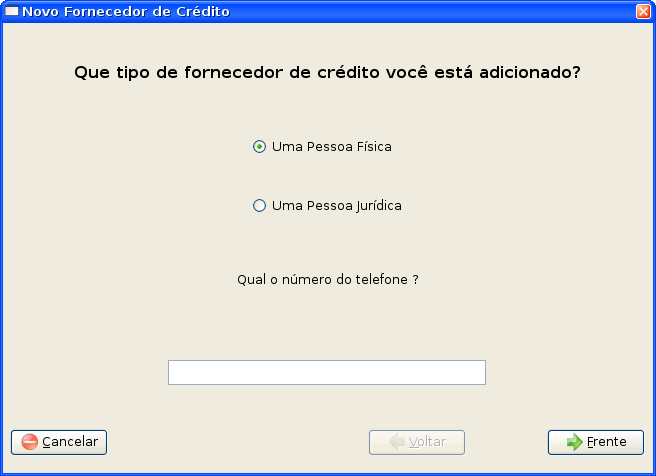 Novo Fornecedor de Crédito
Que tipo de fornecedor de crédito você está adicionado?
Uma Pessoa Física
Uma Pessoa Jurídica
Qual o número do telefone ?
Cancelar
Voltar
Frente